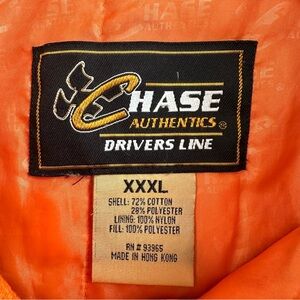 CHASE
AUTHENTICS®
DRIVERS LINE
XXXL
SHELL: 72% COTTON
28% POLYESTER
LINING: 100% NYLON
FILL: 100% POLYESTER
RN# 93965
MADE IN HONG KONG